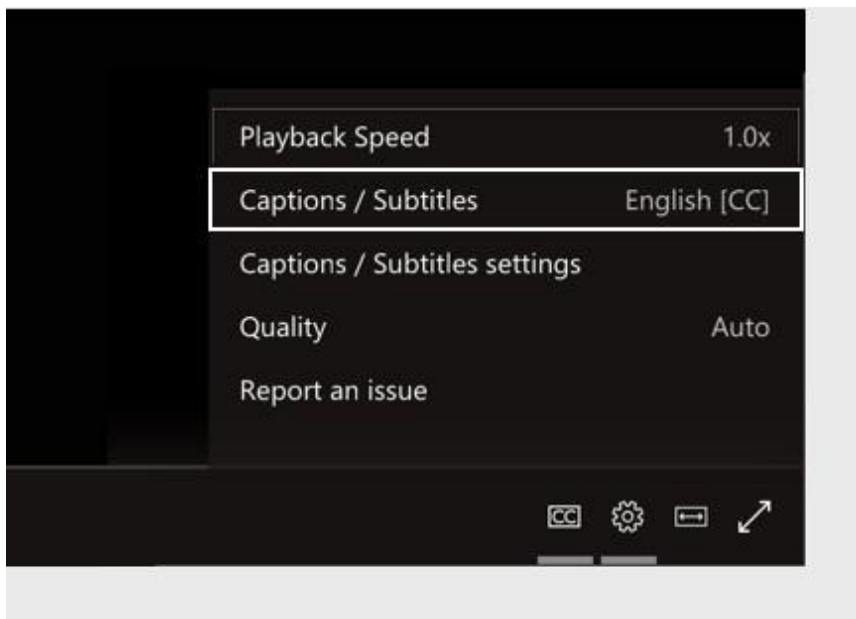 Playback Speed 1.0x
Captions / Subtitles English [CC]
Captions / Subtitles settings
Quality Auto
Report an issue
CC